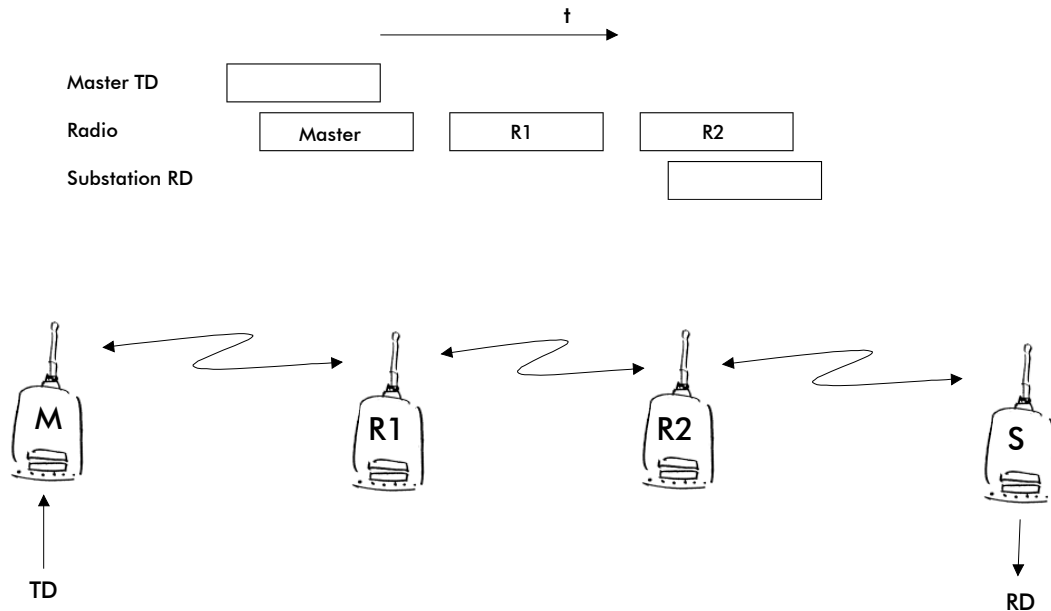 t
Master TD
Radio Master R1 R2
Substation RD
M R1 R2 S
TD RD